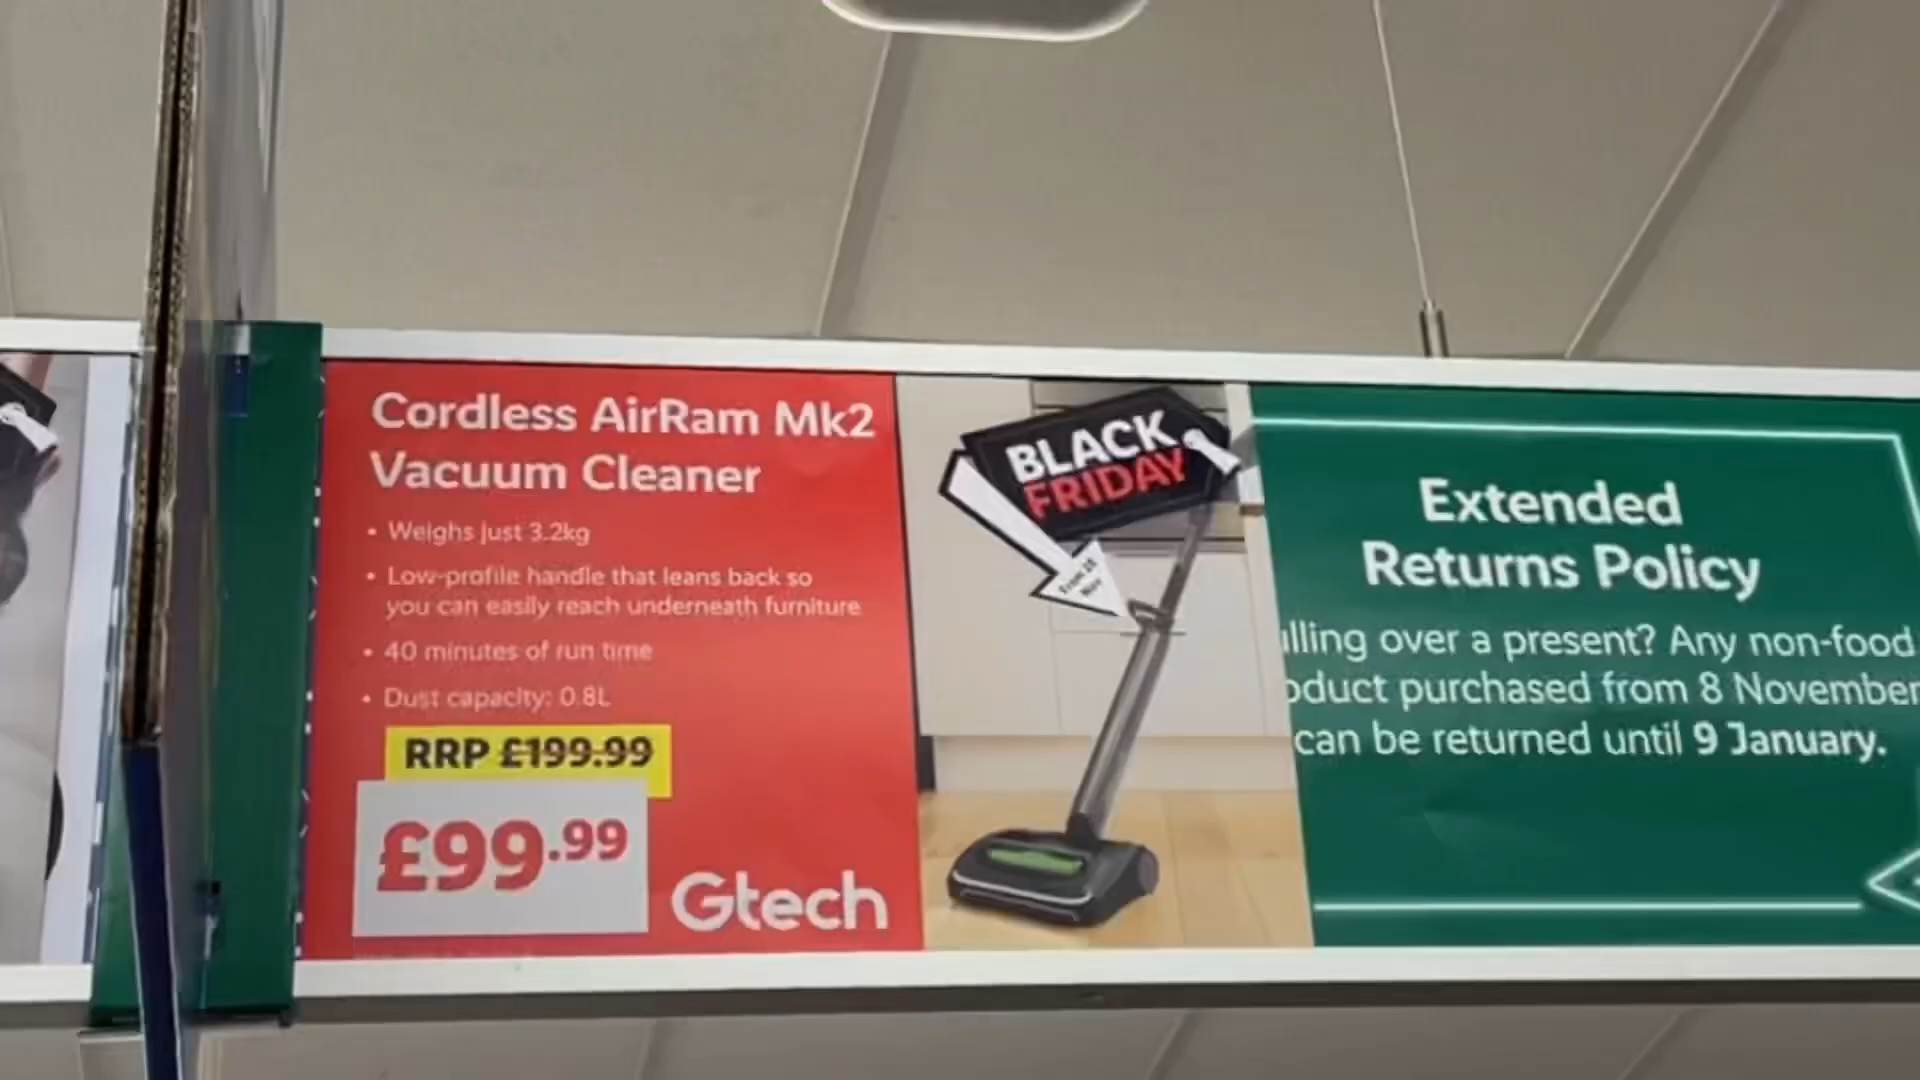 Cordless AirRam Mk2
Vacuum Cleaner
• Weighs just 3.2kg
• Low-profile handle that leans back so
you can easily reach underneath furniture
• 40 minutes of run time
• Dust capacity: 0.8L
RRP £199.99
£99.99
Gtech
BLACK
FRIDAY
From
Nov
Extended
Returns Policy
over a present? Any non-food
purchased from 8 November
can be returned until 9 January.